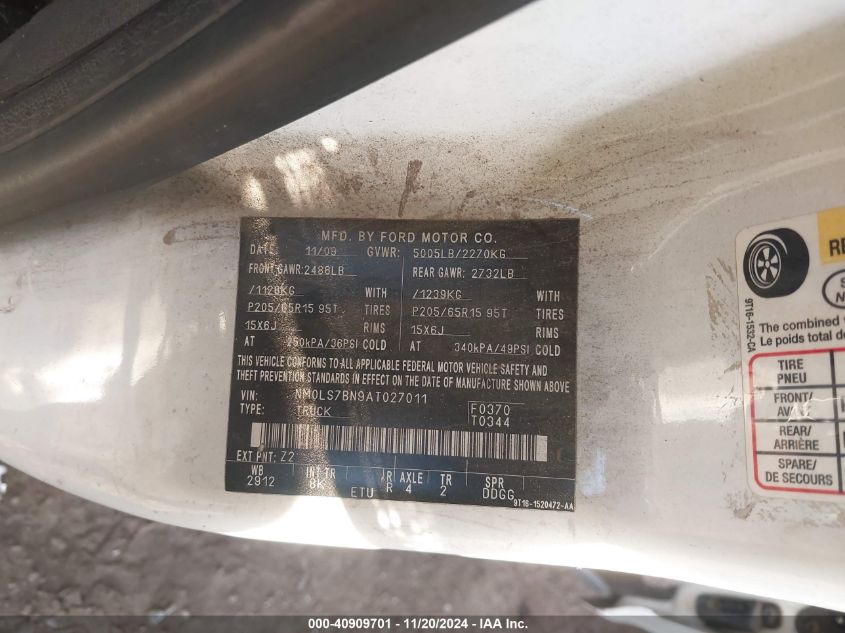 MFD. BY FORD MOTOR CO.
DATE: 11/09 GVWR: 5005LB/2270KG
FRONT GAWR: 2488LB REAR GAWR: 2732LB
/1128KG WITH /1239KG WITH
P205/65R15 95T TIRES P205/65R15 95T TIRES
15X6J RIMS 15X6J RIMS
AT 250kPA/36PSI COLD AT 340kPA/49PSI COLD
THIS VEHICLE CONFORMS TO ALL APPLICABLE FEDERAL MOTOR VEHICLE SAFETY AND
THEFT PREVENTION STANDARDS IN EFFECT ON THE DATE OF MANUFACTURE SHOWN ABOVE
VIN: NM0LS7BN9AT027011
TYPE: TRUCK F0370
T0344
EXT PNT: Z2
WB INT TR R AXLE TR SPR
2912 8K ETU R 4 2 DDGG
9T16-1520472-AA
9T16-1532-CA
The combined
Le poids total de
TIRE
PNEU
FRONT/
AVANT
REAR/
ARRIÈRE
SPARE/
DE SECOURS
000-40909701 - 11/20/2024 - IAA Inc.